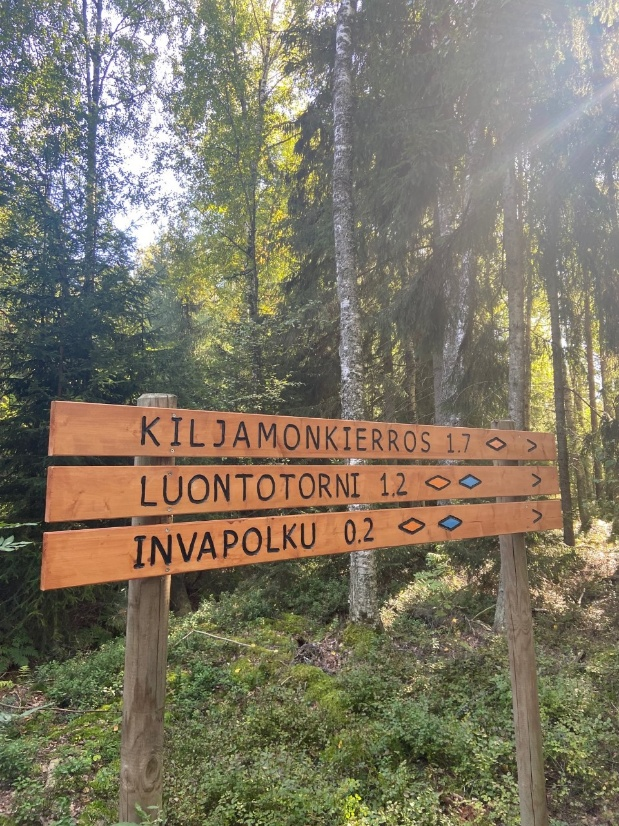 KILJAMONKIERROS 1.7 >
LUONTOTORNI 1.2 >
INVAPOLKU 0.2 >